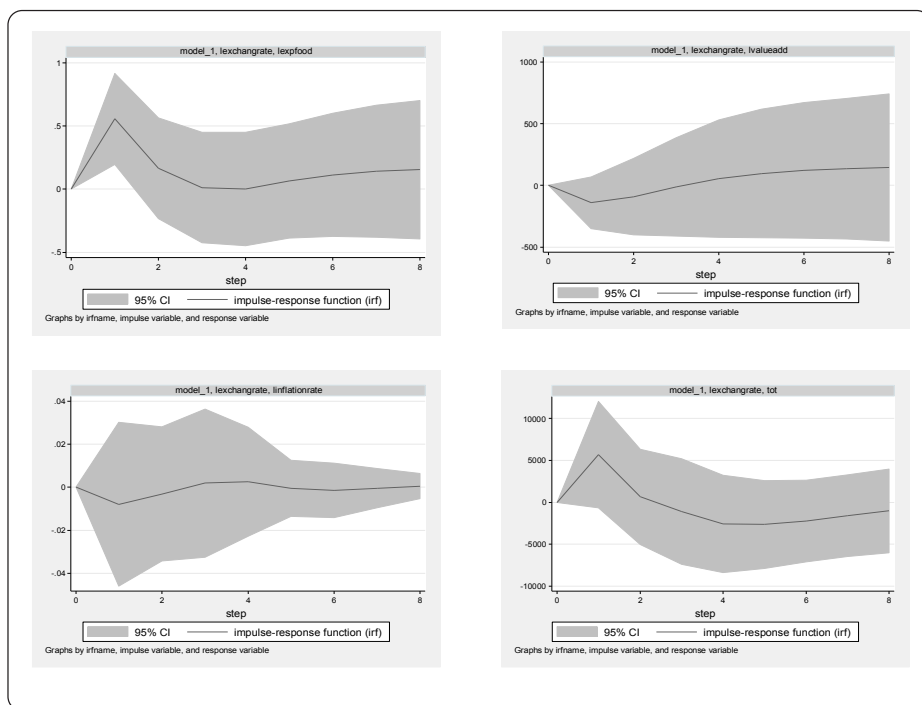 model_1, lexchangrate, lexpfood
1
.5
0
-.5
0 2 4 6 8
step
95% CI impulse-response function (irf)
Graphs by irfname, impulse variable, and response variable
model_1, lexchangrate, lvalueadd
1000
500
0
-500
0 2 4 6 8
step
95% CI impulse-response function (irf)
Graphs by irfname, impulse variable, and response variable
model_1, lexchangrate, linflationrate
.04
.02
0
-.02
-.04
0 2 4 6 8
step
95% CI impulse-response function (irf)
Graphs by irfname, impulse variable, and response variable
model_1, lexchangrate, tot
10000
5000
0
-5000
-10000
0 2 4 6 8
step
95% CI impulse-response function (irf)
Graphs by irfname, impulse variable, and response variable